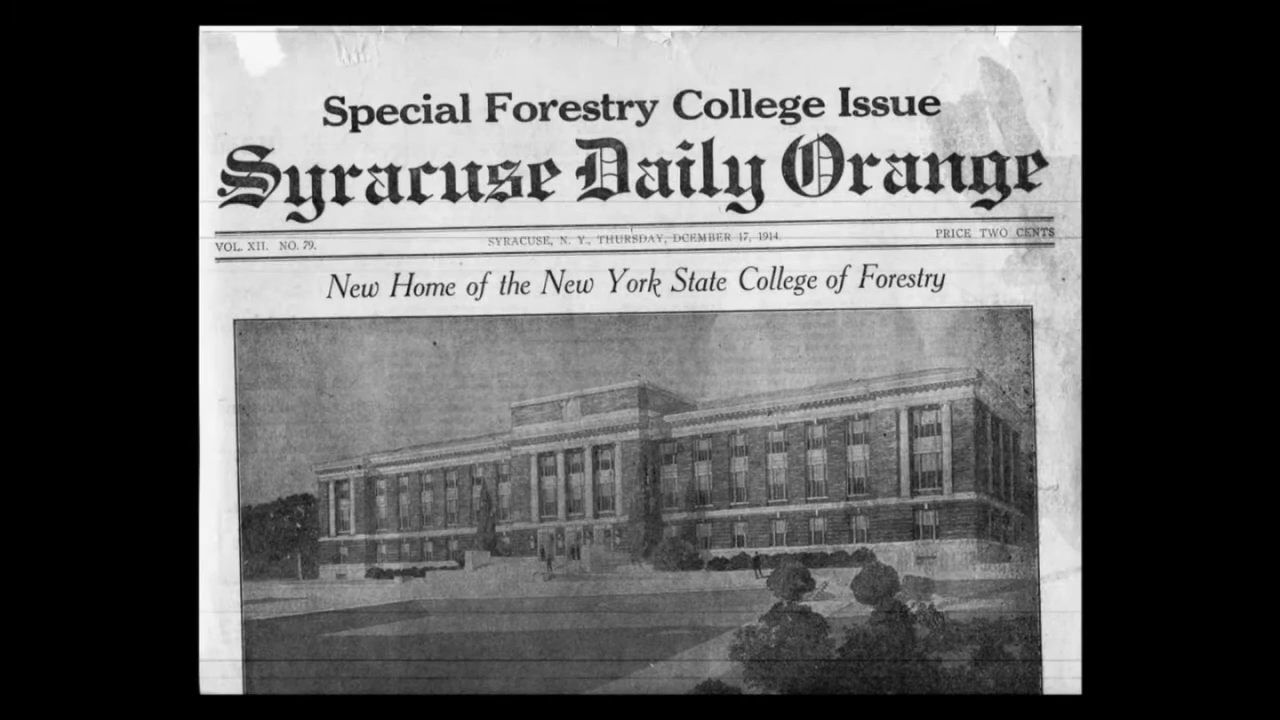 Special Forestry College Issue
Syracuse Daily Orange
VOL. XII. NO. 79. SYRACUSE, N. Y., THURSDAY, DCEMBER 17, 1914. PRICE TWO CENTS
New Home of the New York State College of Forestry